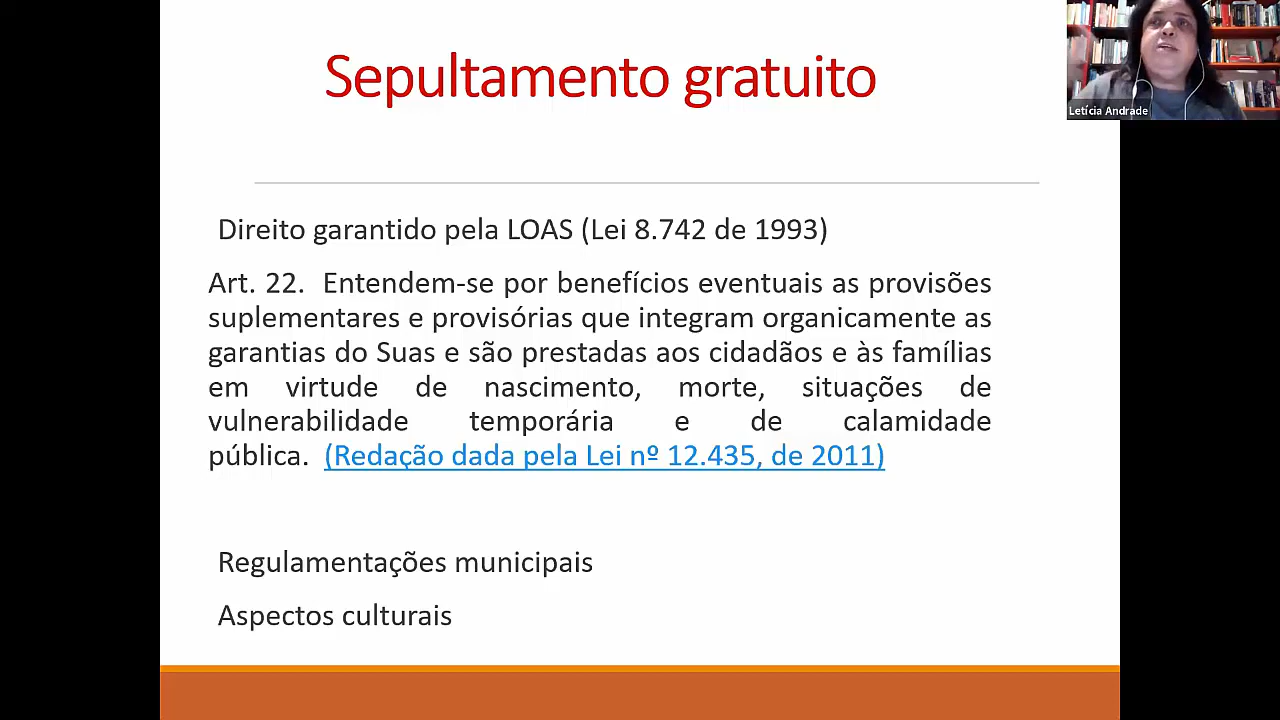 Sepultamento gratuito
Letícia Andrade
Direito garantido pela LOAS (Lei 8.742 de 1993)
Art. 22. Entendem-se por benefícios eventuais as provisões
suplementares e provisórias que integram organicamente as
garantias do Suas e são prestadas aos cidadãos e às famílias
em virtude de nascimento, morte, situações de
vulnerabilidade temporária e de calamidade
pública. (Redação dada pela Lei nº 12.435, de 2011)
Regulamentações municipais
Aspectos culturais